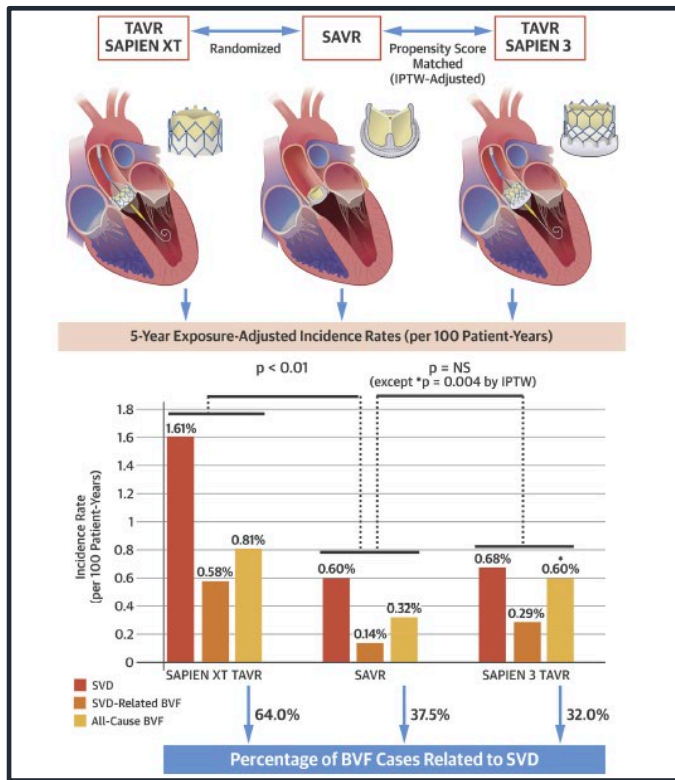 TAVR
SAPIEN XT
Randomized
SAVR
Propensity Score
Matched
(IPTW-Adjusted)
TAVR
SAPIEN 3
5-Year Exposure-Adjusted Incidence Rates (per 100 Patient-Years)
p < 0.01
p = NS
(except *p = 0.004 by IPTW)
Incidence Rate
(per 100 Patient-Years)
1.8
1.6
1.4
1.2
1
0.8
0.6
0.4
0.2
0
1.61%
0.58%
0.81%
0.60%
0.14%
0.32%
0.68%
0.29%
*
0.60%
SAPIEN XT TAVR
SAVR
SAPIEN 3 TAVR
SVD
SVD-Related BVF
All-Cause BVF
64.0%
37.5%
32.0%
Percentage of BVF Cases Related to SVD